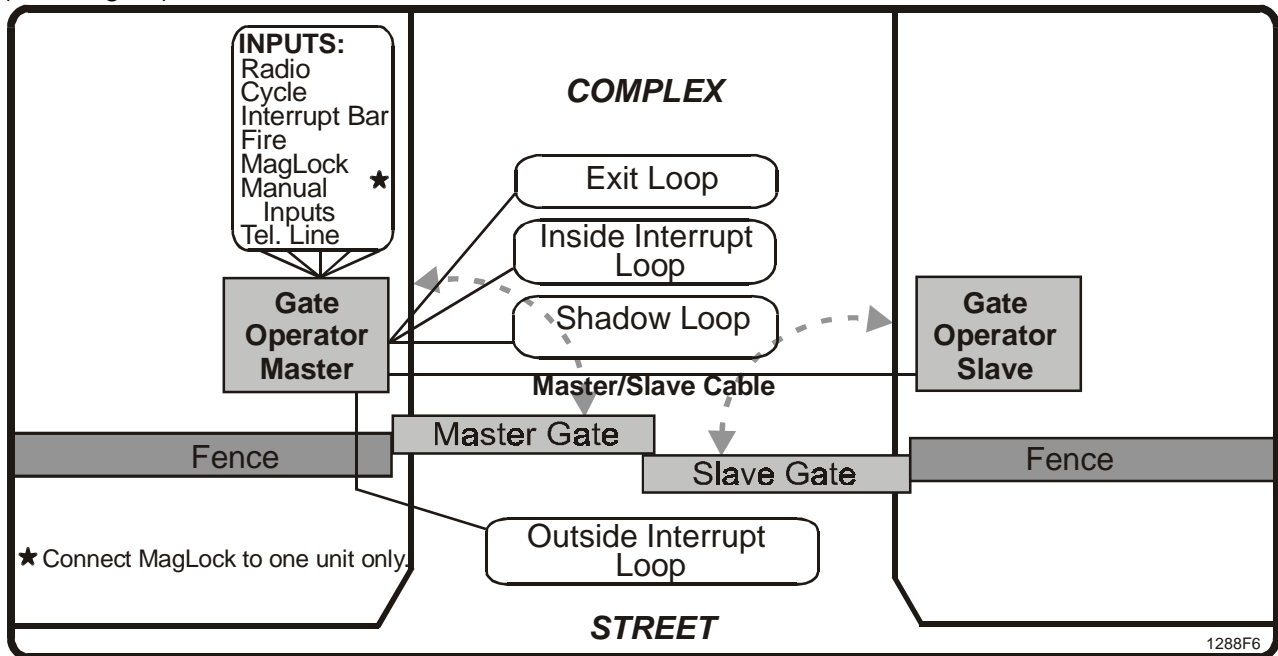 INPUTS:
Radio
Cycle
Interrupt Bar
Fire
MagLock
Manual ★
Inputs
Tel. Line
COMPLEX
Exit Loop
Inside Interrupt
Loop
Shadow Loop
Gate
Operator
Master
Gate
Operator
Slave
Master/Slave Cable
Master Gate
Fence
Slave Gate
Fence
Outside Interrupt
Loop
★ Connect MagLock to one unit only.
STREET
1288F6